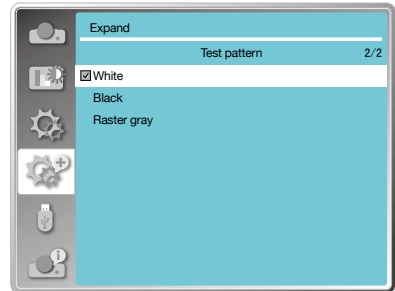 Expand
Test pattern 2/2
White
Black
Raster gray